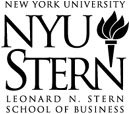 NEW YORK UNIVERSITY
NYU
STERN
LEONARD N. STERN
SCHOOL OF BUSINESS